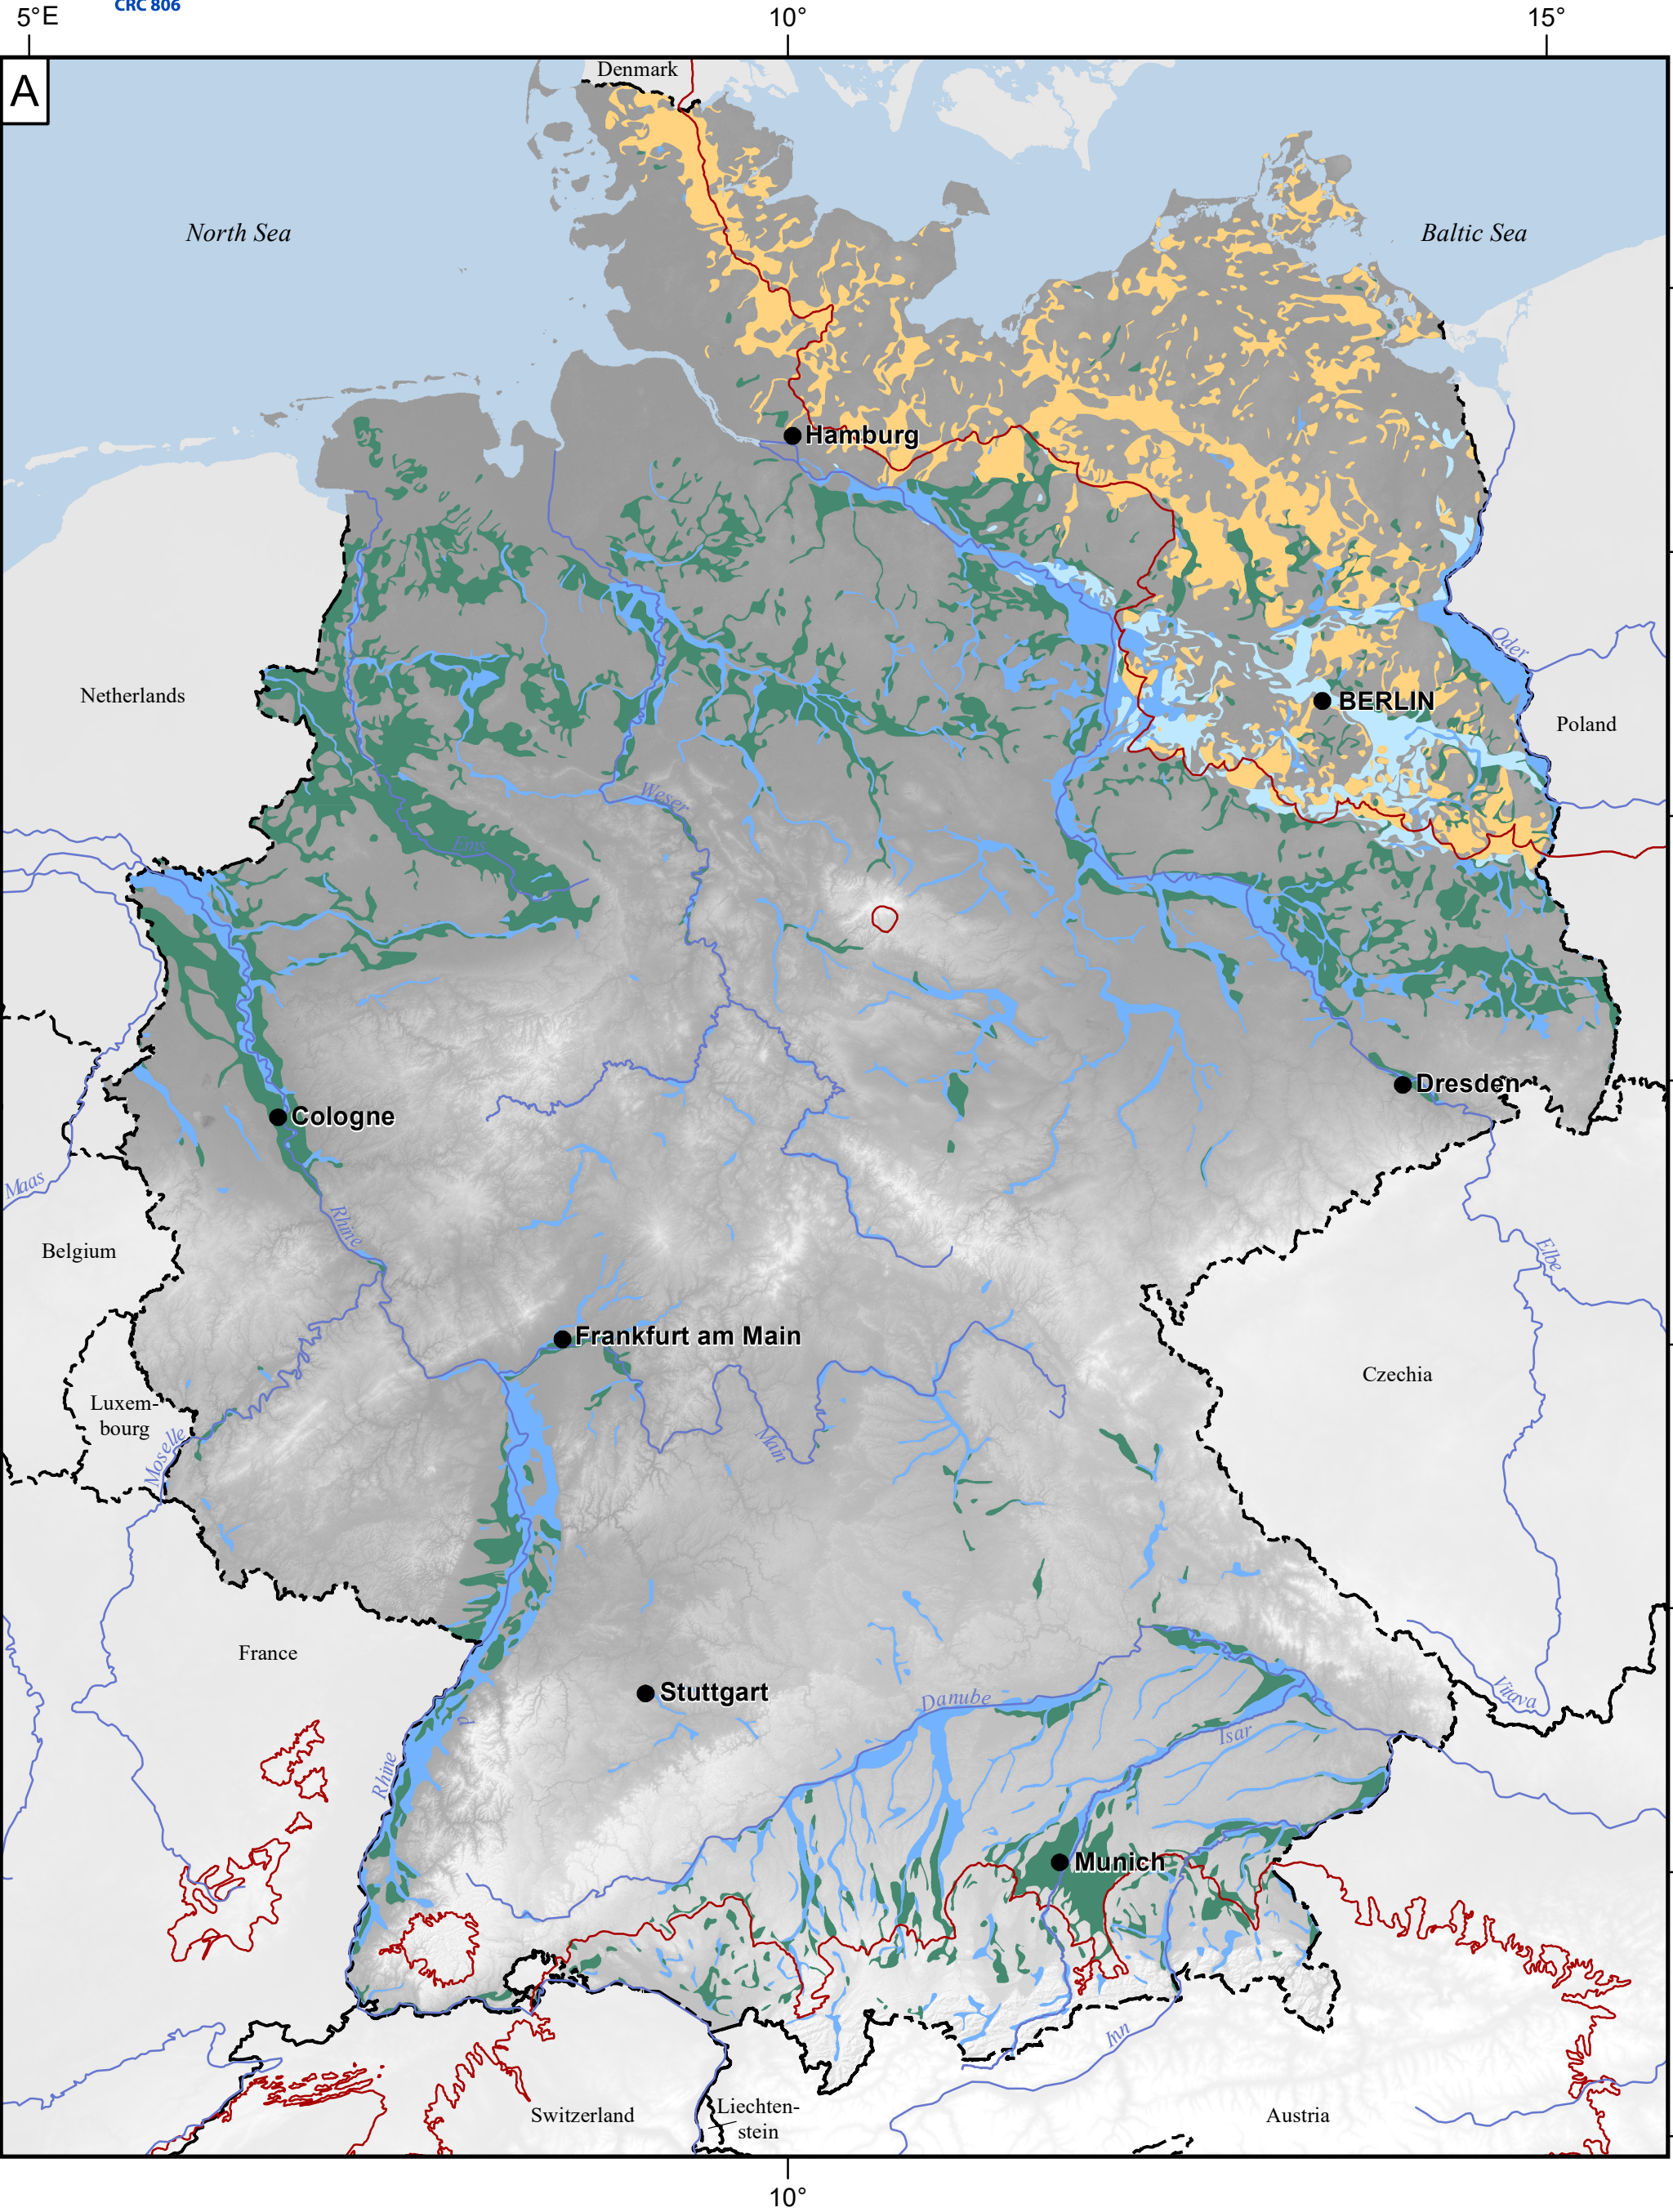 CRC 806
5°E
10°
15°
A
Denmark
North Sea
Baltic Sea
Hamburg
Oder
Netherlands
BERLIN
Poland
Weser
Ems
Dresden
Cologne
Maas
Rhine
Belgium
Elbe
Frankfurt am Main
Czechia
Luxem-
bourg
Moselle
Main
France
Stuttgart
Danube
Vltava
Isar
Rhine
d
Munich
Inn
Liechten-
stein
Switzerland
Austria
10°